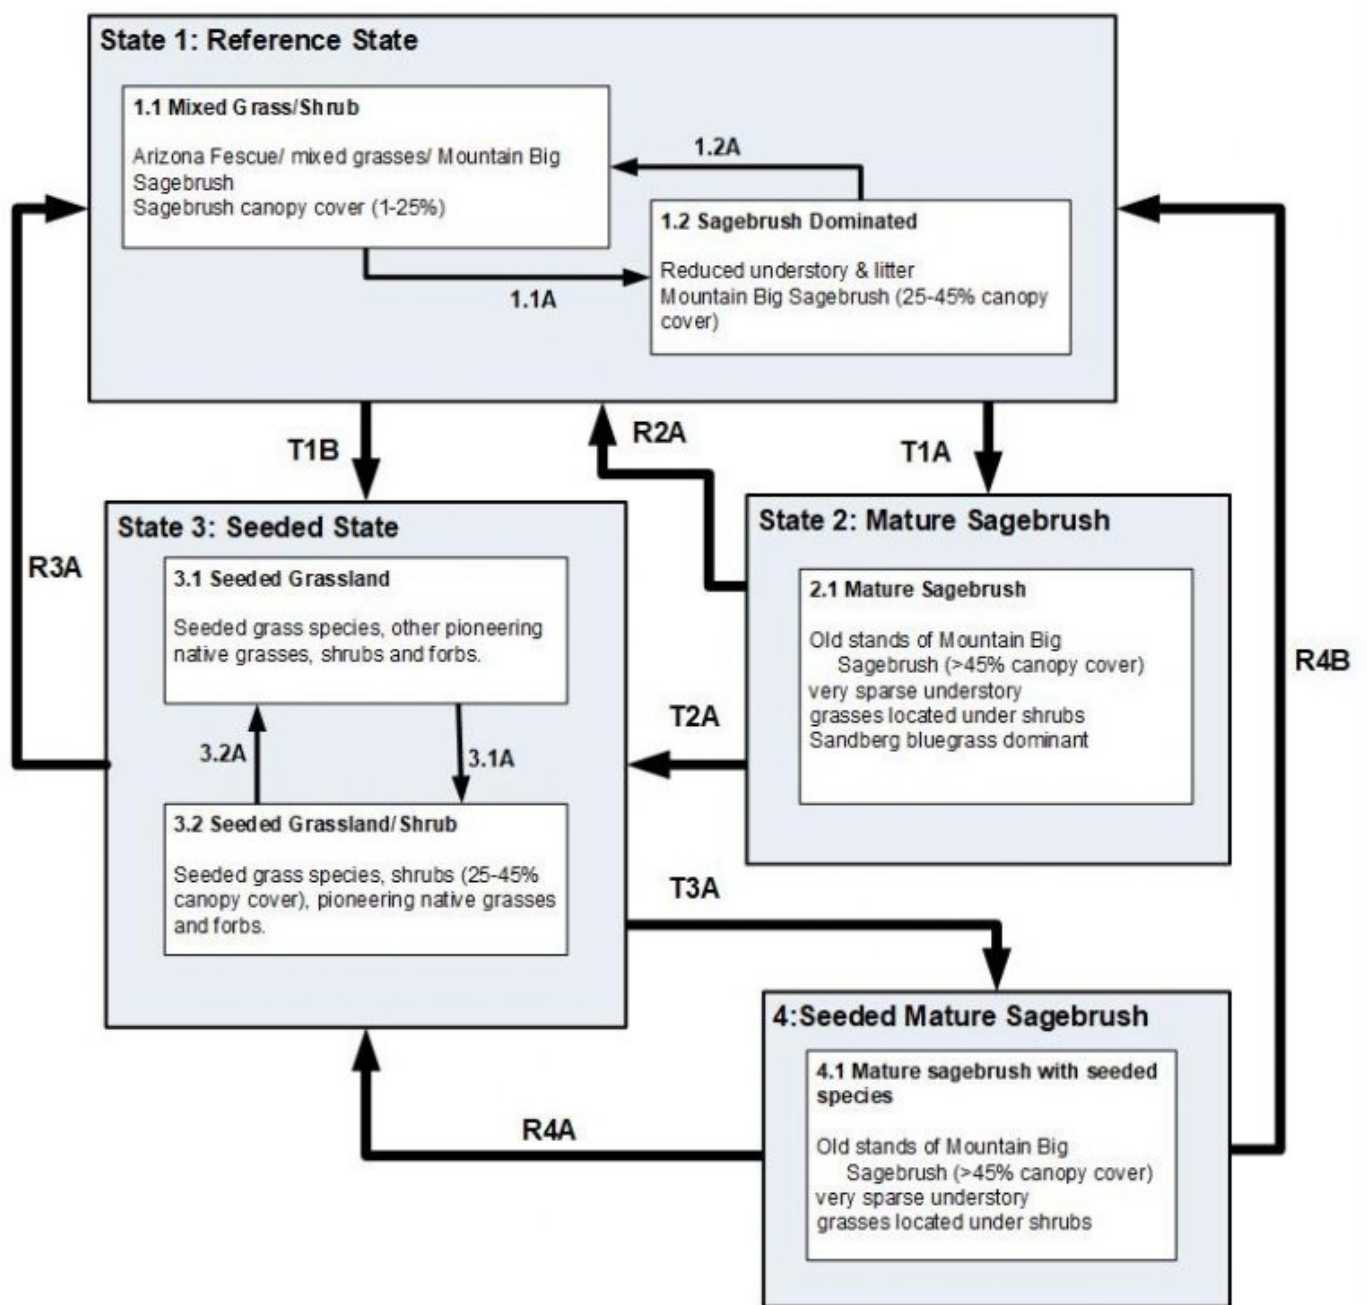 State 1: Reference State
1.1 Mixed Grass/Shrub
Arizona Fescue/ mixed grasses/ Mountain Big
Sagebrush
Sagebrush canopy cover (1-25%)
1.2A
1.2 Sagebrush Dominated
Reduced understory & litter
Mountain Big Sagebrush (25-45% canopy
cover)
1.1A
T1B
R2A
T1A
R3A
State 3: Seeded State
3.1 Seeded Grassland
Seeded grass species, other pioneering
native grasses, shrubs and forbs.
3.2A
3.1A
3.2 Seeded Grassland/Shrub
Seeded grass species, shrubs (25-45%
canopy cover), pioneering native grasses
and forbs.
State 2: Mature Sagebrush
2.1 Mature Sagebrush
Old stands of Mountain Big
Sagebrush (>45% canopy cover)
very sparse understory
grasses located under shrubs
Sandberg bluegrass dominant
R4B
T2A
T3A
4:Seeded Mature Sagebrush
4.1 Mature sagebrush with seeded
species
Old stands of Mountain Big
Sagebrush (>45% canopy cover)
very sparse understory
grasses located under shrubs
R4A